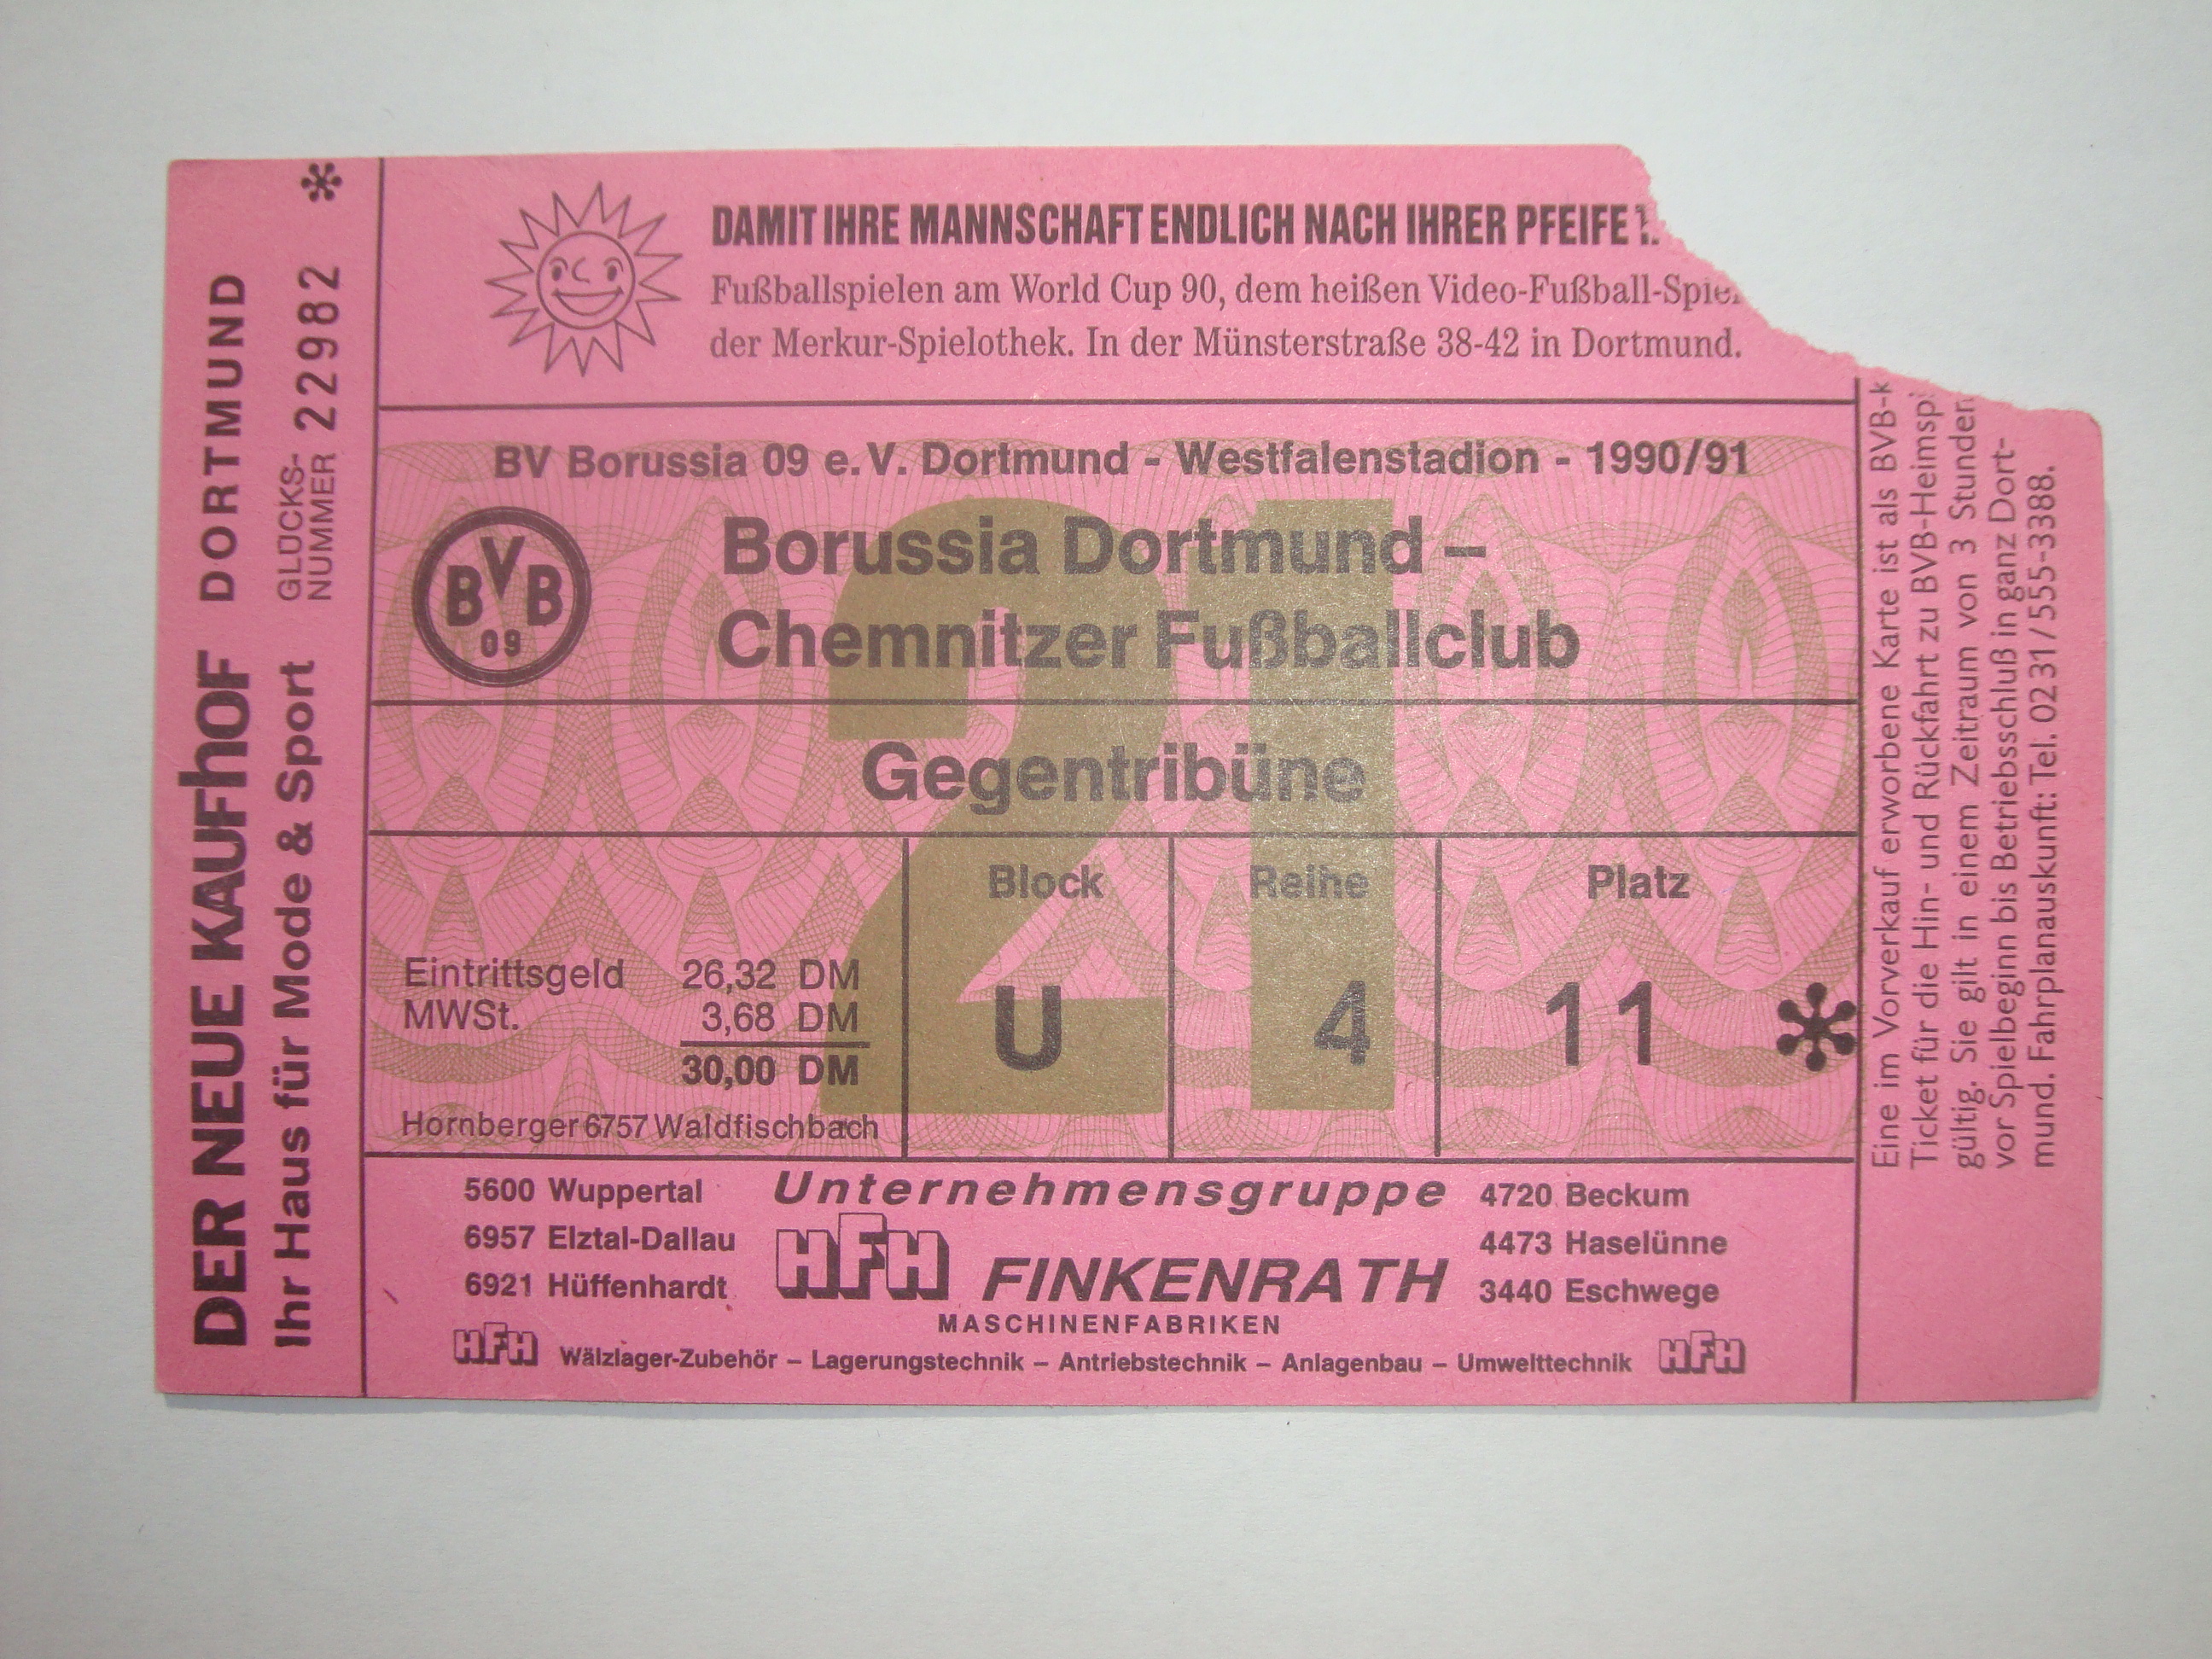 DER NEUE KAUFhOF DORTMUND
Ihr Haus für Mode & Sport
GLÜCKS-
NUMMER 22982 *
DAMIT IHRE MANNSCHAFT ENDLICH NACH IHRER PFEIFE
Fußballspielen am World Cup 90, dem heißen Video-Fußball-Spie
der Merkur-Spielothek. In der Münsterstraße 38-42 in Dortmund.
BV Borussia 09 e.V. Dortmund - Westfalenstadion - 1990/91
BVB
09
21
Borussia Dortmund –
Chemnitzer Fußballclub
Gegentribüne
Block Reihe Platz
U 4 11 *
Eintrittsgeld 26,32 DM
MWSt. 3,68 DM
30,00 DM
Hornberger 6757 Waldfischbach
5600 Wuppertal
6957 Elztal-Dallau
6921 Hüffenhardt
Unternehmensgruppe
HFH FINKENRATH
MASCHINENFABRIKEN
4720 Beckum
4473 Haselünne
3440 Eschwege
HFH Wälzlager-Zubehör – Lagerungstechnik – Antriebstechnik – Anlagenbau – Umwelttechnik HFH
Eine im Vorverkauf erworbene Karte ist als BVB-K
Ticket für die Hin- und Rückfahrt zu BVB-Heimspi
gültig. Sie gilt in einem Zeitraum von 3 Stunden
vor Spielbeginn bis Betriebsschluß in ganz Dort-
mund. Fahrplanauskunft: Tel. 0231/555-3388.